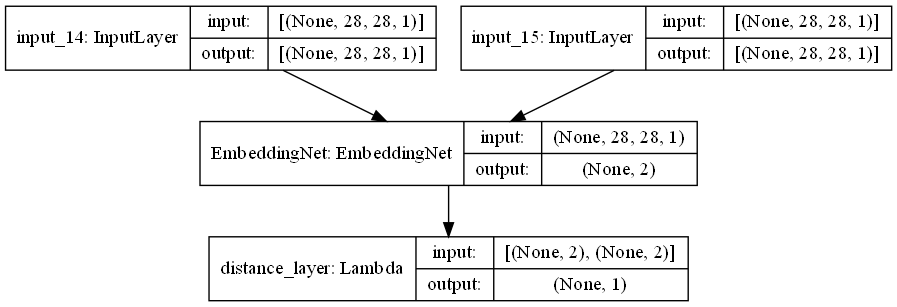 input_14: InputLayer
input: [(None, 28, 28, 1)]
output: [(None, 28, 28, 1)]
input_15: InputLayer
input: [(None, 28, 28, 1)]
output: [(None, 28, 28, 1)]
EmbeddingNet: EmbeddingNet
input: (None, 28, 28, 1)
output: (None, 2)
distance_layer: Lambda
input: [(None, 2), (None, 2)]
output: (None, 1)